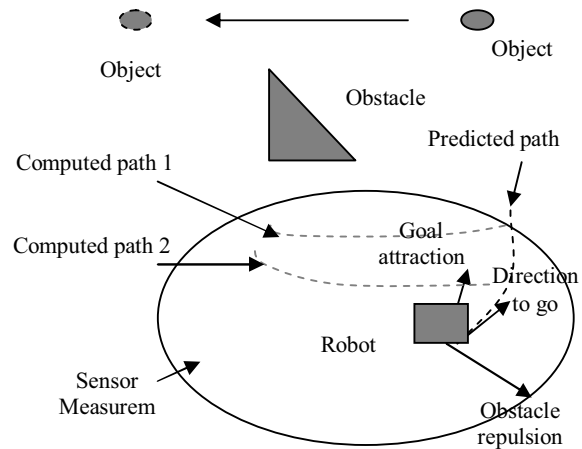 Object
Object
Obstacle
Predicted path
Computed path 1
Goal
attraction
Computed path 2
Direction
to go
Robot
Sensor
Measurem
Obstacle
repulsion